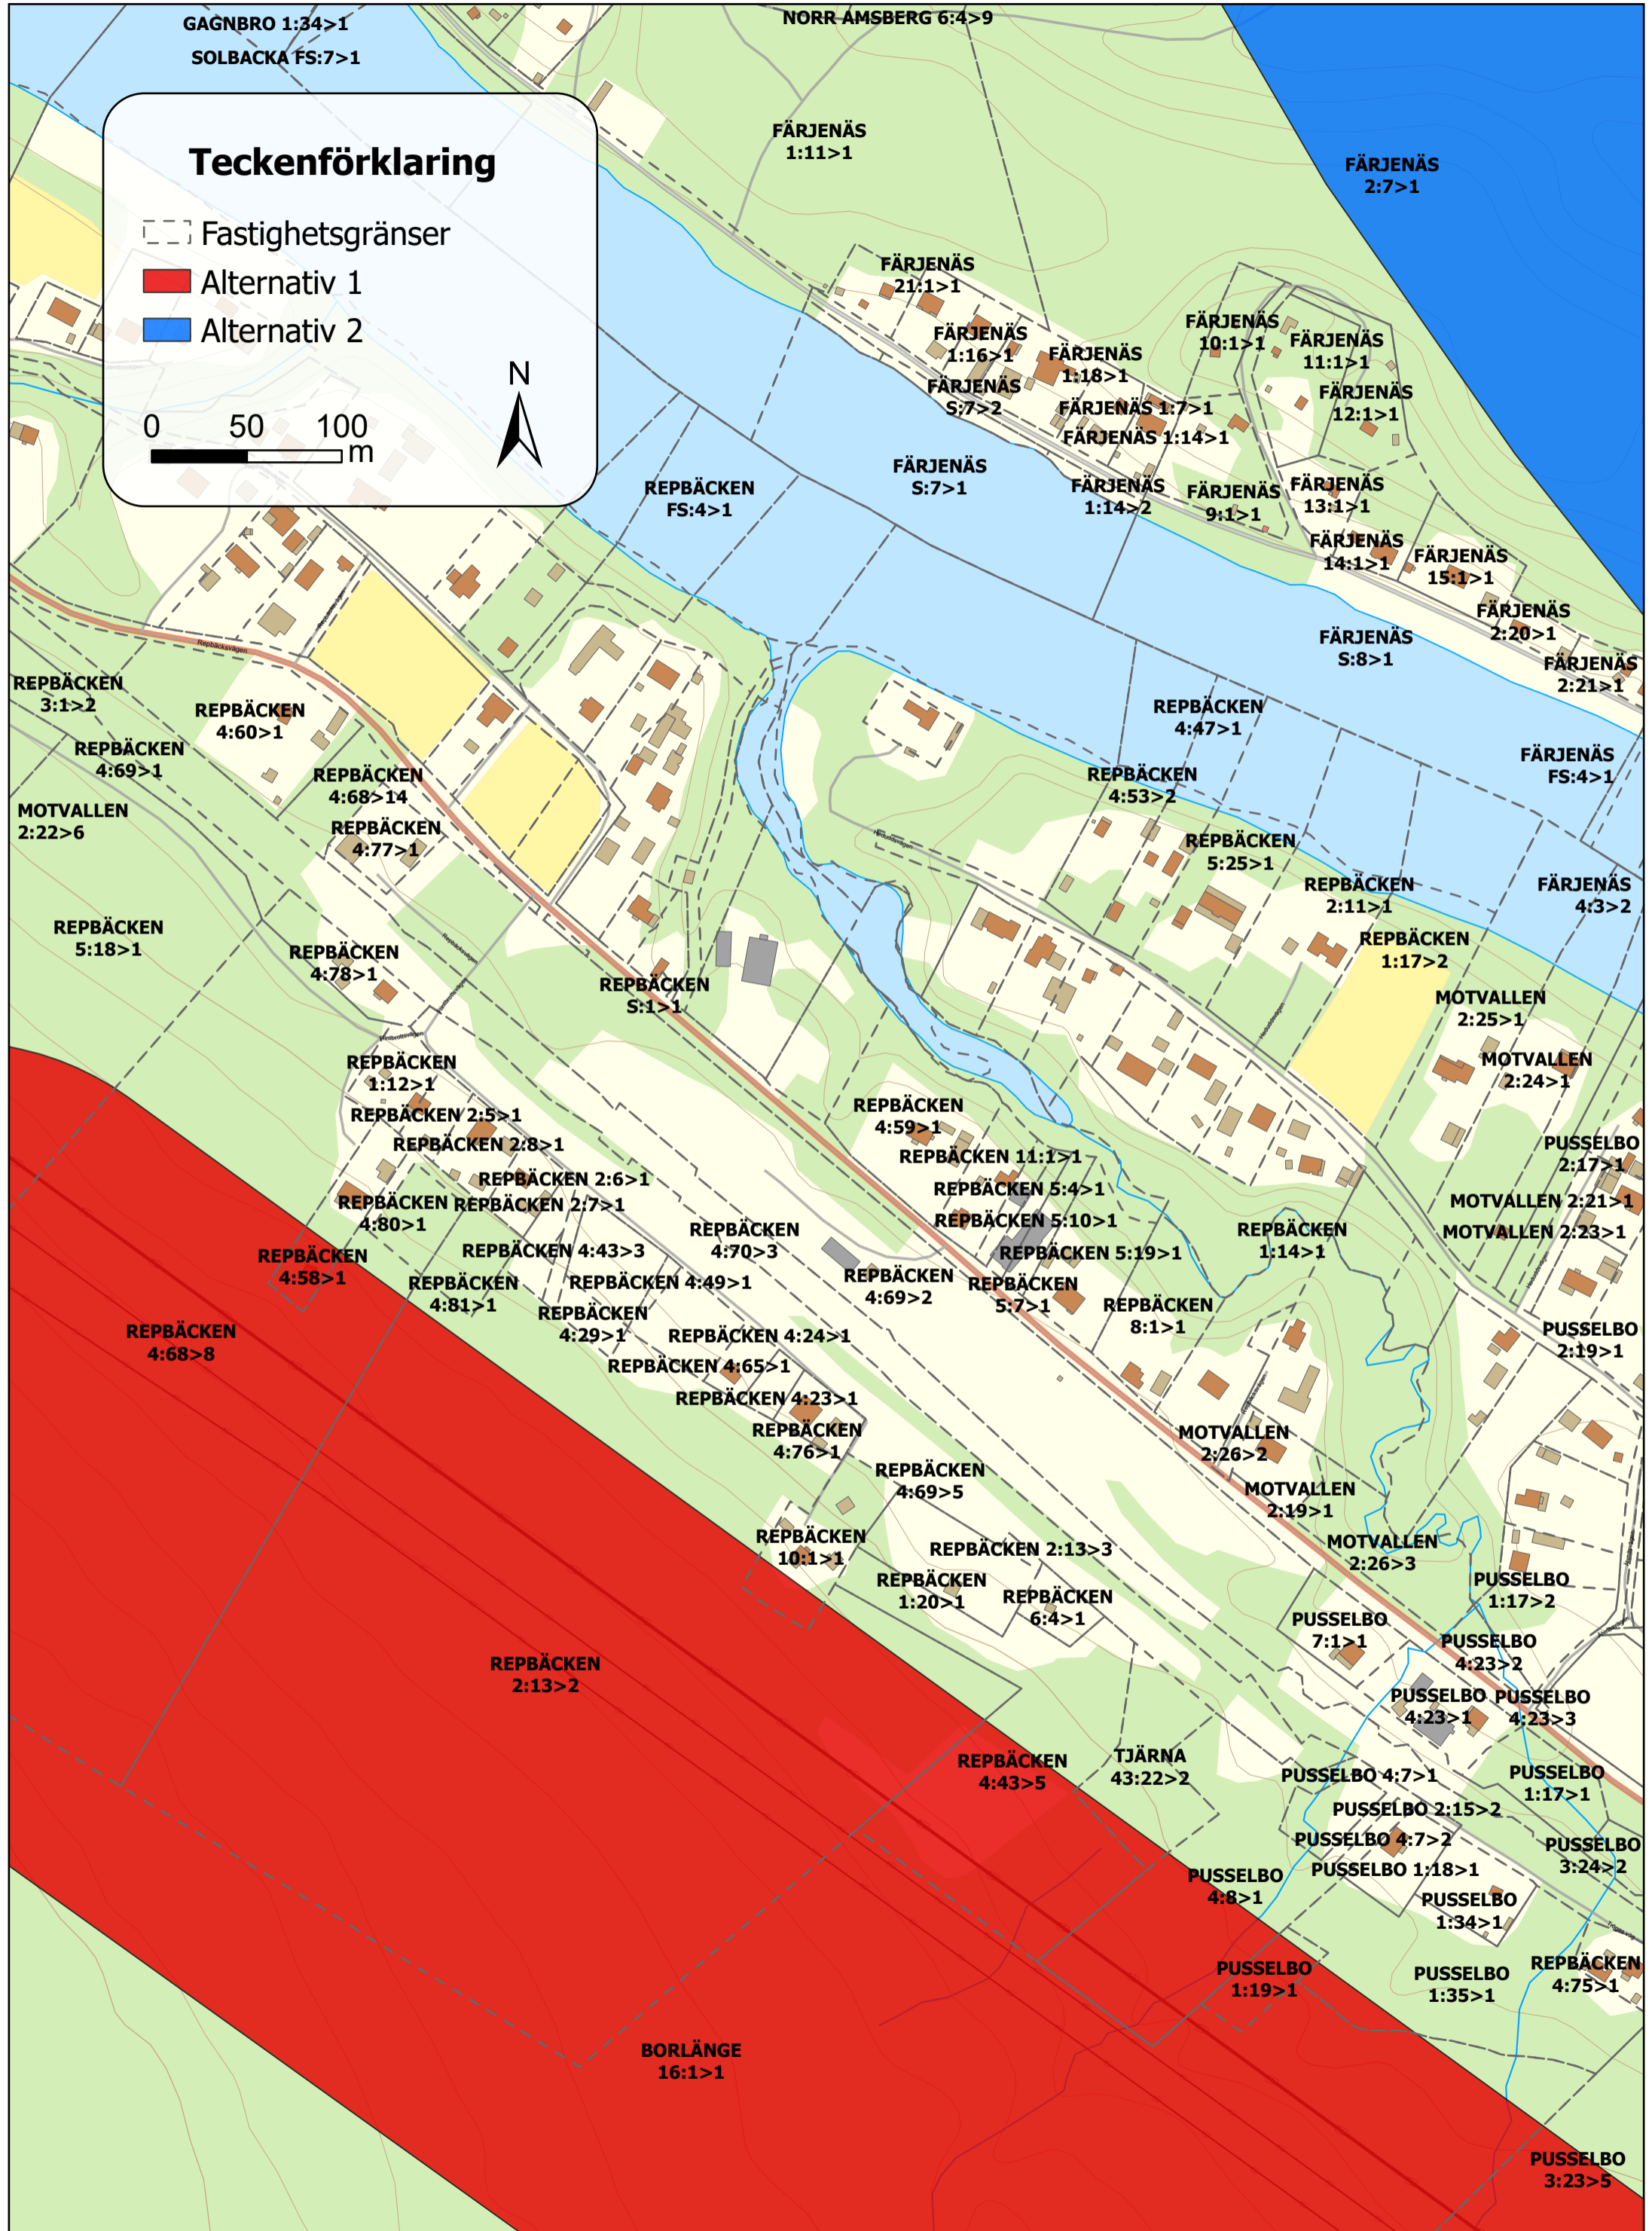 GAGNBRO 1:34>1
NORR AMSBERG 6:4>9
SOLBACKA FS:7>1
Teckenförklaring
Fastighetsgränser
Alternativ 1
Alternativ 2
N
0 50 100
m
FÄRJENÄS
1:11>1
FÄRJENÄS
2:7>1
FÄRJENÄS
21:1>1
FÄRJENÄS
1:16>1
FÄRJENÄS
1:18>1
FÄRJENÄS
10:1>1
FÄRJENÄS
11:1>1
FÄRJENÄS
S:7>2
FÄRJENÄS 1:7>1
FÄRJENÄS
12:1>1
FÄRJENÄS 1:14>1
FÄRJENÄS
S:7>1
REPBÄCKEN
FS:4>1
FÄRJENÄS
1:14>2
FÄRJENÄS
9:1>1
FÄRJENÄS
13:1>1
FÄRJENÄS
14:1>1
FÄRJENÄS
15:1>1
FÄRJENÄS
2:20>1
FÄRJENÄS
S:8>1
FÄRJENÄS
2:21>1
Repbäcksvägen
REPBÄCKEN
3:1>2
REPBÄCKEN
4:60>1
REPBÄCKEN
4:47>1
REPBÄCKEN
4:69>1
REPBÄCKEN
4:68>14
REPBÄCKEN
4:53>2
FÄRJENÄS
FS:4>1
MOTVALLEN
2:22>6
REPBÄCKEN
4:77>1
REPBÄCKEN
5:25>1
REPBÄCKEN
2:11>1
FÄRJENÄS
4:3>2
REPBÄCKEN
5:18>1
REPBÄCKEN
4:78>1
REPBÄCKEN
1:17>2
REPBÄCKEN
S:1>1
MOTVALLEN
2:25>1
REPBÄCKEN
1:12>1
MOTVALLEN
2:24>1
REPBÄCKEN 2:5>1
REPBÄCKEN
4:59>1
REPBÄCKEN 2:8>1
REPBÄCKEN 11:1>1
PUSSELBO
2:17>1
REPBÄCKEN 2:6>1
REPBÄCKEN 5:4>1
REPBÄCKEN
4:80>1
REPBÄCKEN 2:7>1
MOTVALLEN 2:21>1
REPBÄCKEN 5:10>1
MOTVALLEN 2:23>1
REPBÄCKEN
4:70>3
REPBÄCKEN
1:14>1
REPBÄCKEN 4:43>3
REPBÄCKEN 5:19>1
REPBÄCKEN
4:58>1
REPBÄCKEN
4:81>1
REPBÄCKEN 4:49>1
REPBÄCKEN
4:69>2
REPBÄCKEN
5:7>1
REPBÄCKEN
8:1>1
REPBÄCKEN
4:29>1
REPBÄCKEN
4:68>8
REPBÄCKEN 4:24>1
PUSSELBO
2:19>1
REPBÄCKEN 4:65>1
REPBÄCKEN 4:23>1
REPBÄCKEN
4:76>1
MOTVALLEN
2:26>2
REPBÄCKEN
4:69>5
MOTVALLEN
2:19>1
REPBÄCKEN
10:1>1
REPBÄCKEN 2:13>3
MOTVALLEN
2:26>3
REPBÄCKEN
1:20>1
REPBÄCKEN
6:4>1
PUSSELBO
1:17>2
PUSSELBO
7:1>1
PUSSELBO
4:23>2
REPBÄCKEN
2:13>2
PUSSELBO
4:23>1
PUSSELBO
4:23>3
REPBÄCKEN
4:43>5
TJÄRNA
43:22>2
PUSSELBO 4:7>1
PUSSELBO
1:17>1
PUSSELBO 2:15>2
PUSSELBO 4:7>2
PUSSELBO
3:24>2
PUSSELBO 1:18>1
PUSSELBO
4:8>1
PUSSELBO
1:34>1
PUSSELBO
1:19>1
PUSSELBO
1:35>1
REPBÄCKEN
4:75>1
BORLÄNGE
16:1>1
PUSSELBO
3:23>5